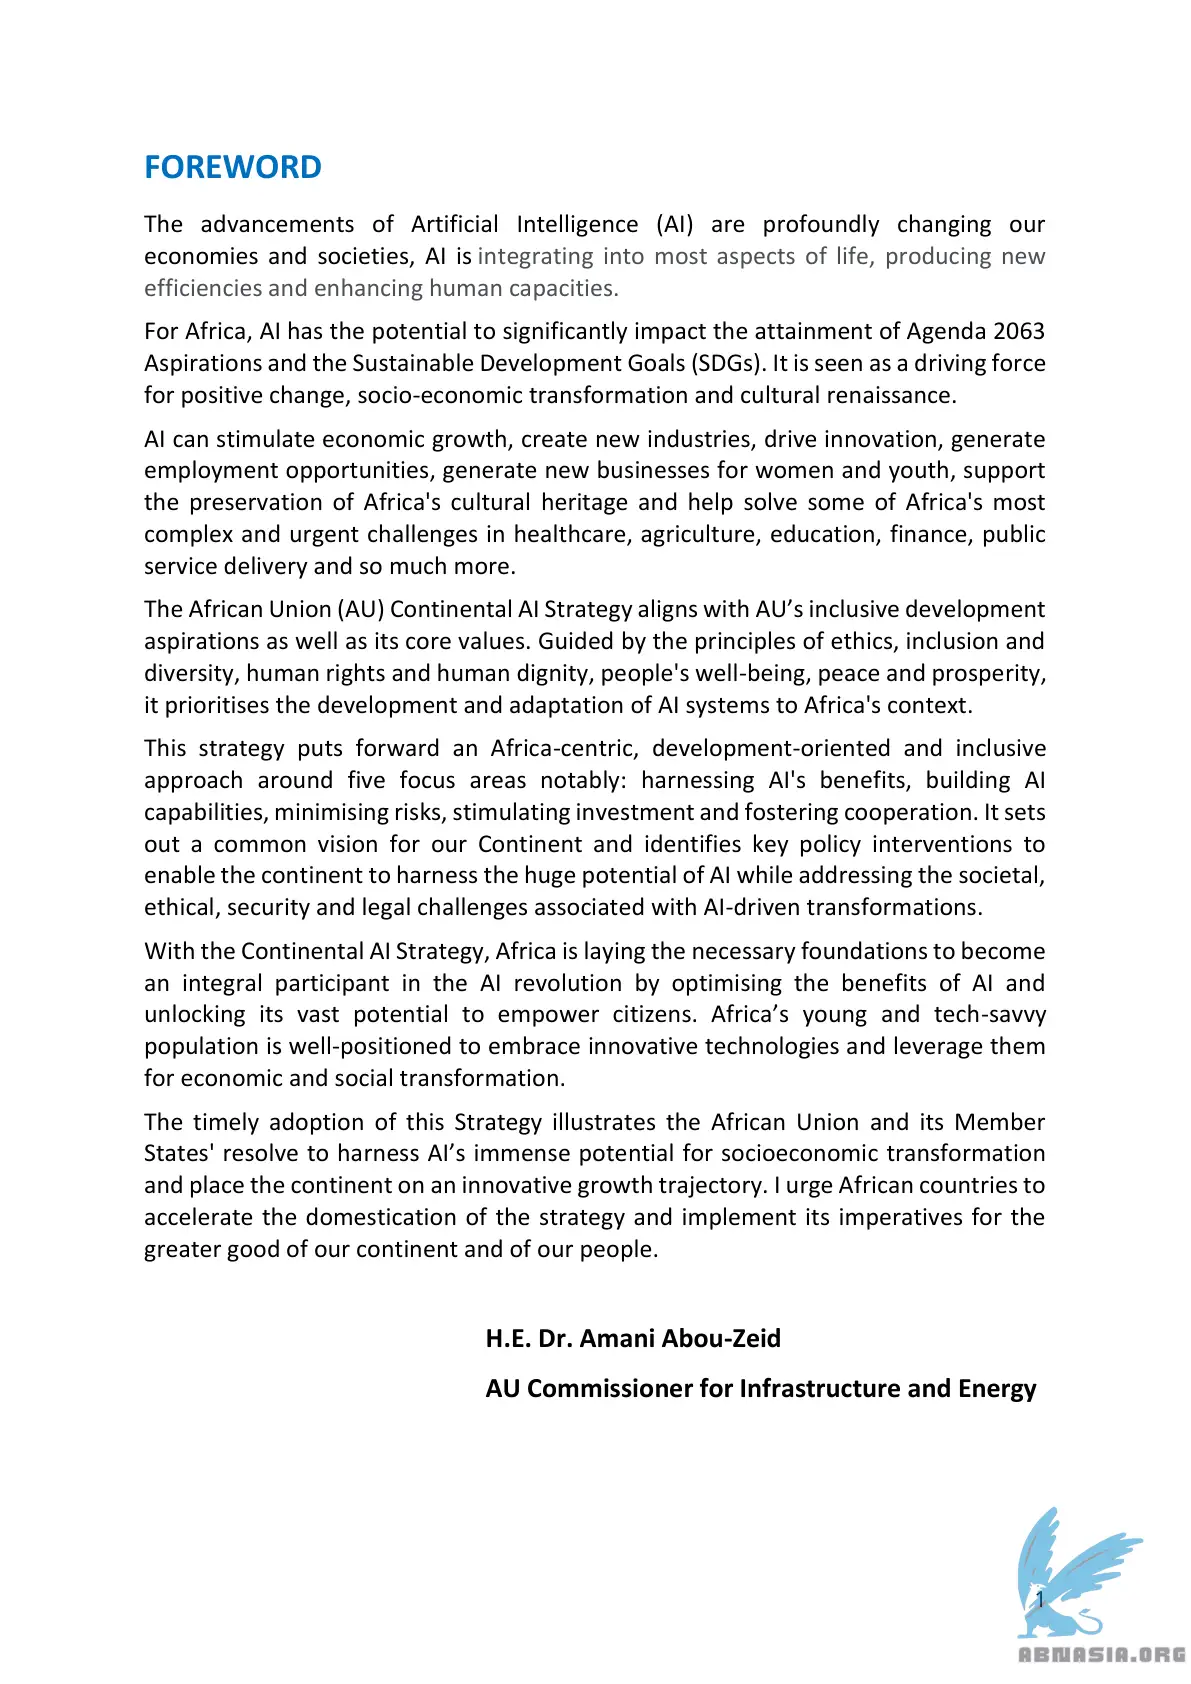 FOREWORD
The advancements of Artificial Intelligence (AI) are profoundly changing our
economies and societies, AI is integrating into most aspects of life, producing new
efficiencies and enhancing human capacities.
For Africa, AI has the potential to significantly impact the attainment of Agenda 2063
Aspirations and the Sustainable Development Goals (SDGs). It is seen as a driving force
for positive change, socio-economic transformation and cultural renaissance.
AI can stimulate economic growth, create new industries, drive innovation, generate
employment opportunities, generate new businesses for women and youth, support
the preservation of Africa's cultural heritage and help solve some of Africa's most
complex and urgent challenges in healthcare, agriculture, education, finance, public
service delivery and so much more.
The African Union (AU) Continental AI Strategy aligns with AU’s inclusive development
aspirations as well as its core values. Guided by the principles of ethics, inclusion and
diversity, human rights and human dignity, people's well-being, peace and prosperity,
it prioritises the development and adaptation of AI systems to Africa's context.
This strategy puts forward an Africa-centric, development-oriented and inclusive
approach around five focus areas notably: harnessing AI's benefits, building AI
capabilities, minimising risks, stimulating investment and fostering cooperation. It sets
out a common vision for our Continent and identifies key policy interventions to
enable the continent to harness the huge potential of AI while addressing the societal,
ethical, security and legal challenges associated with AI-driven transformations.
With the Continental AI Strategy, Africa is laying the necessary foundations to become
an integral participant in the AI revolution by optimising the benefits of AI and
unlocking its vast potential to empower citizens. Africa’s young and tech-savvy
population is well-positioned to embrace innovative technologies and leverage them
for economic and social transformation.
The timely adoption of this Strategy illustrates the African Union and its Member
States' resolve to harness AI’s immense potential for socioeconomic transformation
and place the continent on an innovative growth trajectory. I urge African countries to
accelerate the domestication of the strategy and implement its imperatives for the
greater good of our continent and of our people.
H.E. Dr. Amani Abou-Zeid
AU Commissioner for Infrastructure and Energy
1
ABNASIA.ORG